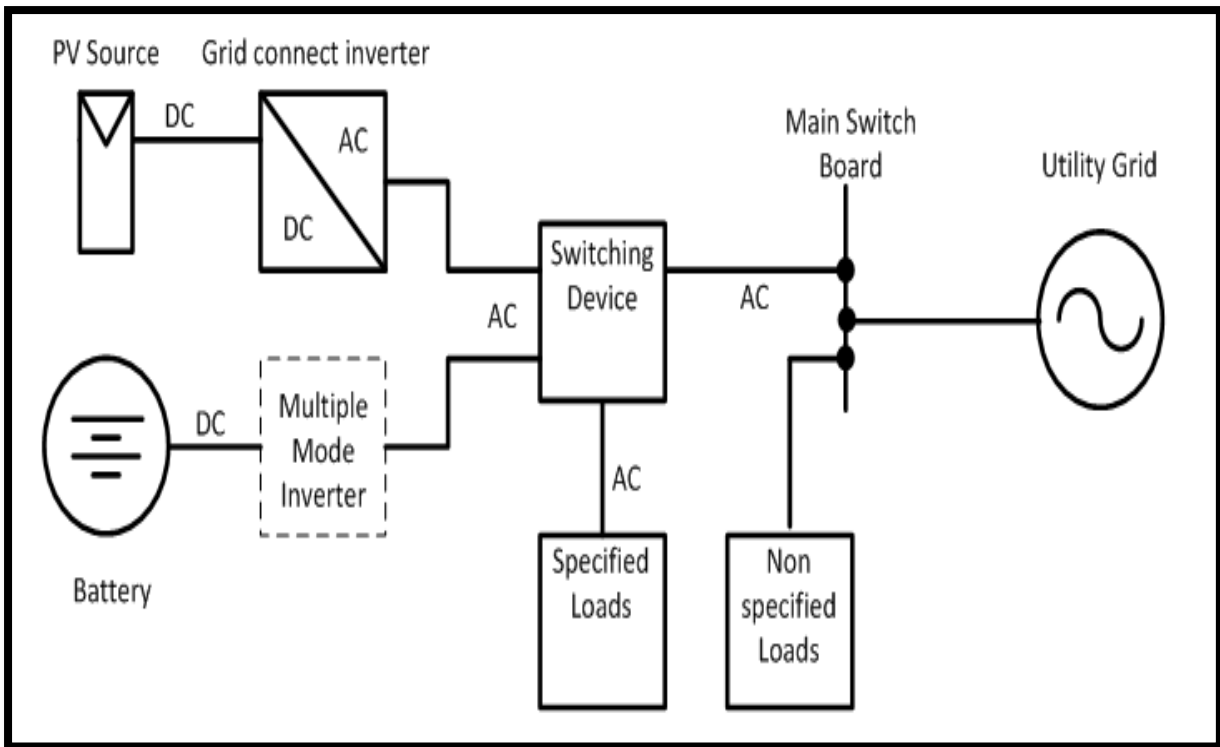 PV Source
Grid connect inverter
DC
AC
DC
Main Switch
Board
Utility Grid
Switching
Device
AC
AC
DC
Multiple
Mode
Inverter
Battery
AC
Specified
Loads
Non
specified
Loads